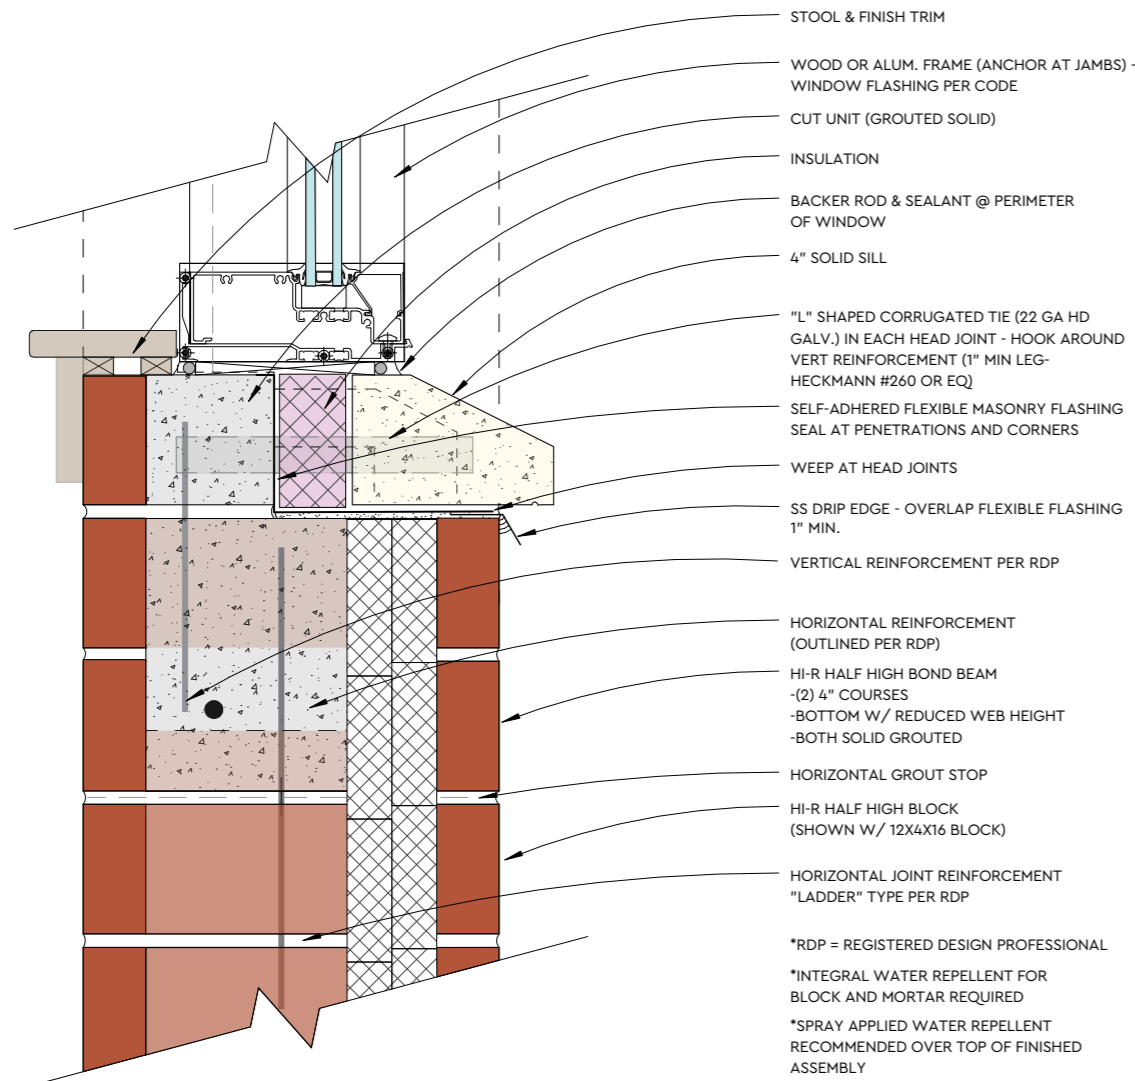 STOOL & FINISH TRIM
WOOD OR ALUM. FRAME (ANCHOR AT JAMBS) -
WINDOW FLASHING PER CODE
CUT UNIT (GROUTED SOLID)
INSULATION
BACKER ROD & SEALANT @ PERIMETER
OF WINDOW
4" SOLID SILL
"L" SHAPED CORRUGATED TIE (22 GA HD
GALV.) IN EACH HEAD JOINT - HOOK AROUND
VERT REINFORCEMENT (1" MIN LEG-
HECKMANN #260 OR EQ)
SELF-ADHERED FLEXIBLE MASONRY FLASHING
SEAL AT PENETRATIONS AND CORNERS
WEEP AT HEAD JOINTS
SS DRIP EDGE - OVERLAP FLEXIBLE FLASHING
1" MIN.
VERTICAL REINFORCEMENT PER RDP
HORIZONTAL REINFORCEMENT
(OUTLINED PER RDP)
HI-R HALF HIGH BOND BEAM
-(2) 4" COURSES
-BOTTOM W/ REDUCED WEB HEIGHT
-BOTH SOLID GROUTED
HORIZONTAL GROUT STOP
HI-R HALF HIGH BLOCK
(SHOWN W/ 12X4X16 BLOCK)
HORIZONTAL JOINT REINFORCEMENT
"LADDER" TYPE PER RDP
*RDP = REGISTERED DESIGN PROFESSIONAL
*INTEGRAL WATER REPELLENT FOR
BLOCK AND MORTAR REQUIRED
*SPRAY APPLIED WATER REPELLENT
RECOMMENDED OVER TOP OF FINISHED
ASSEMBLY